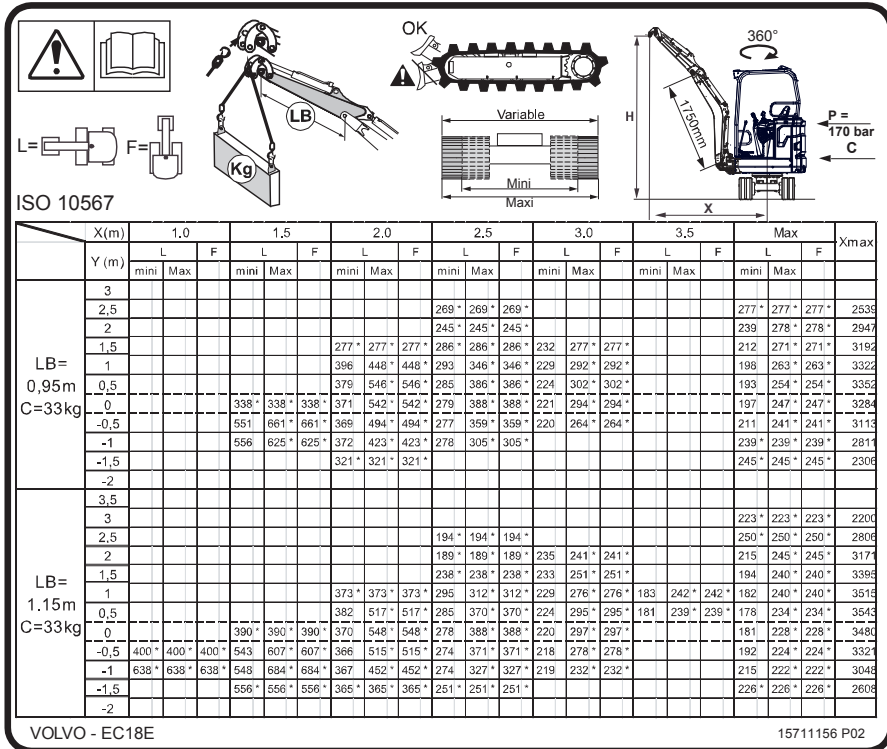 OK
360°
LB
Variable
H
1750mm
P =
170 bar
C
L=
F=
Kg
Mini
Maxi
X
ISO 10567
X(m) 1.0 1.5 2.0 2.5 3.0 3.5 Max Xmax
L F L F L F L F L F L F L F
Y (m) mini Max mini Max mini Max mini Max mini Max mini Max
LB=
0,95m
C=33kg
3
2,5 269 * 269 * 269 * 277 * 277 * 277 * 2539
2 245 * 245 * 245 * 239 278 * 278 * 2947
1,5 277 * 277 * 277 * 286 * 286 * 286 * 232 277 * 277 * 212 271 * 271 * 3192
1 396 448 * 448 * 293 346 * 346 * 229 292 * 292 * 198 263 * 263 * 3322
0,5 379 546 * 546 * 285 386 * 386 * 224 302 * 302 * 193 254 * 254 * 3352
0 338 * 338 * 338 * 371 542 * 542 * 279 388 * 388 * 221 294 * 294 * 197 247 * 247 * 3284
-0,5 551 661 * 661 * 369 494 * 494 * 277 359 * 359 * 220 264 * 264 * 211 241 * 241 * 3113
-1 556 625 * 625 * 372 423 * 423 * 278 305 * 305 * 239 * 239 * 239 * 2811
-1,5 321 * 321 * 321 * 245 * 245 * 245 * 2306
-2
LB=
1.15m
C=33kg
3,5
3 223 * 223 * 223 * 2200
2,5 194 * 194 * 194 * 250 * 250 * 250 * 2806
2 189 * 189 * 189 * 235 241 * 241 * 215 245 * 245 * 3171
1,5 238 * 238 * 238 * 233 251 * 251 * 194 240 * 240 * 3395
1 373 * 373 * 373 * 295 312 * 312 * 229 276 * 276 * 183 242 * 242 * 182 240 * 240 * 3515
0,5 382 517 * 517 * 285 370 * 370 * 224 295 * 295 * 181 239 * 239 * 178 234 * 234 * 3543
0 390 * 390 * 390 * 370 548 * 548 * 278 388 * 388 * 220 297 * 297 * 181 228 * 228 * 3480
-0,5 400 * 400 * 400 * 543 607 * 607 * 366 515 * 515 * 274 371 * 371 * 218 278 * 278 * 192 224 * 224 * 3321
-1 638 * 638 * 638 * 548 684 * 684 * 367 452 * 452 * 274 327 * 327 * 219 232 * 232 * 215 222 * 222 * 3048
-1,5 556 * 556 * 556 * 365 * 365 * 365 * 251 * 251 * 251 * 226 * 226 * 226 * 2608
-2
VOLVO - EC18E
15711156 P02